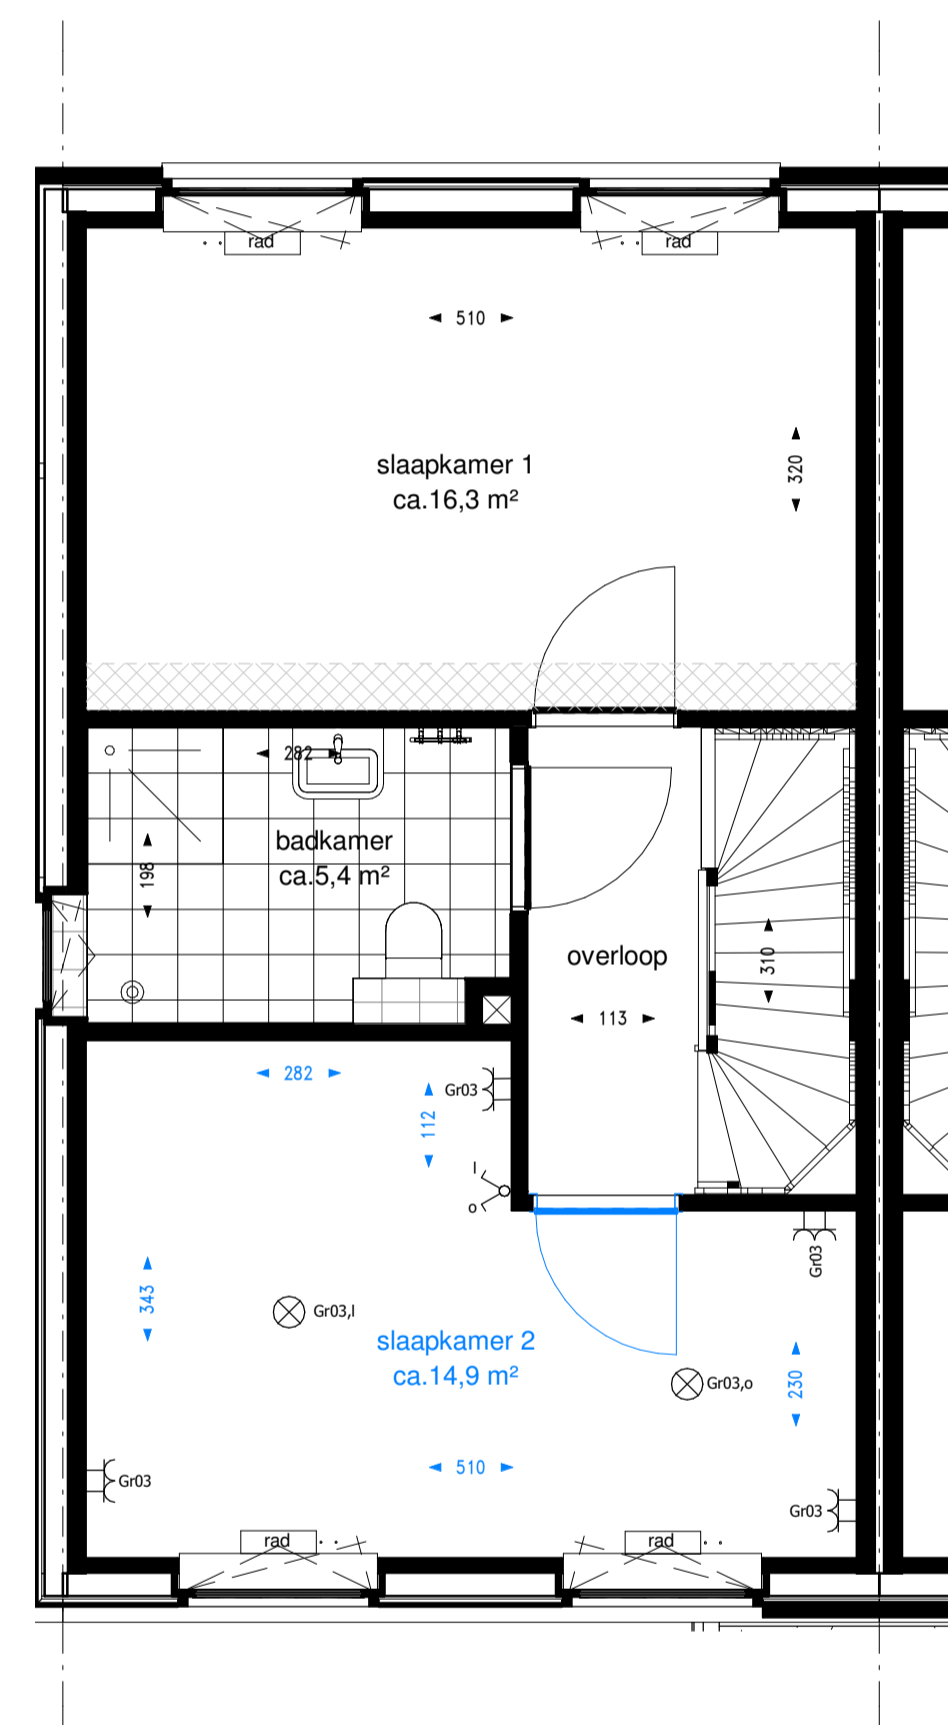 rad
rad
510
slaapkamer 1
ca.16,3 m²
320
282
badkamer
ca.5,4 m²
198
overloop
310
113
282
112
Gr03
l
o
Gr03
343
Gr03,l
slaapkamer 2
ca.14,9 m²
Gr03,o
230
510
Gr03
Gr03
rad
rad